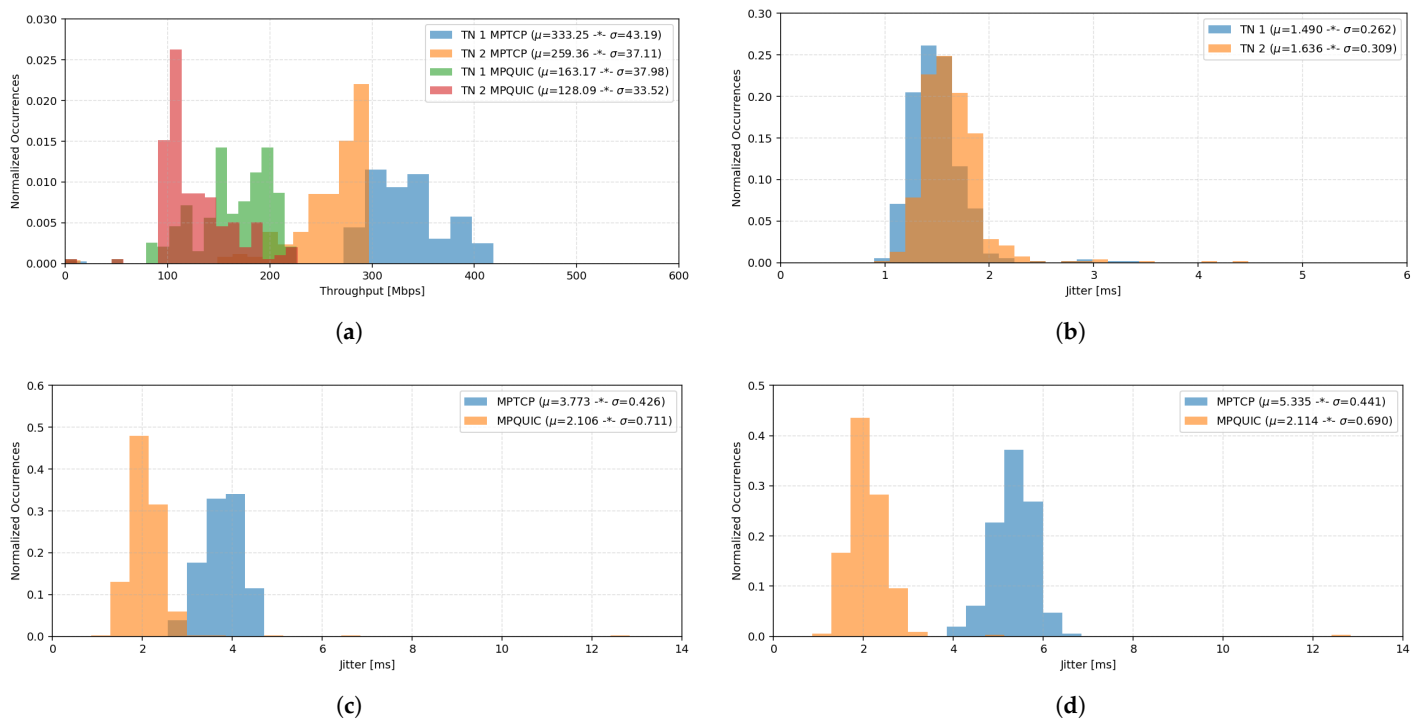 0.030
0.025
0.020
0.015
0.010
0.005
0.000
Normalized Occurrences
TN 1 MPTCP (μ=333.25 -*- σ=43.19)
TN 2 MPTCP (μ=259.36 -*- σ=37.11)
TN 1 MPQUIC (μ=163.17 -*- σ=37.98)
TN 2 MPQUIC (μ=128.09 -*- σ=33.52)
0 100 200 300 400 500 600
Throughput [Mbps]
(a)
0.30
0.25
0.20
0.15
0.10
0.05
0.00
Normalized Occurrences
TN 1 (μ=1.490 -*- σ=0.262)
TN 2 (μ=1.636 -*- σ=0.309)
0 1 2 3 4 5 6
Jitter [ms]
(b)
0.6
0.5
0.4
0.3
0.2
0.1
0.0
Normalized Occurrences
MPTCP (μ=3.773 -*- σ=0.426)
MPQUIC (μ=2.106 -*- σ=0.711)
0 2 4 6 8 10 12 14
Jitter [ms]
(c)
0.5
0.4
0.3
0.2
0.1
0.0
Normalized Occurrences
MPTCP (μ=5.335 -*- σ=0.441)
MPQUIC (μ=2.114 -*- σ=0.690)
0 2 4 6 8 10 12 14
Jitter [ms]
(d)